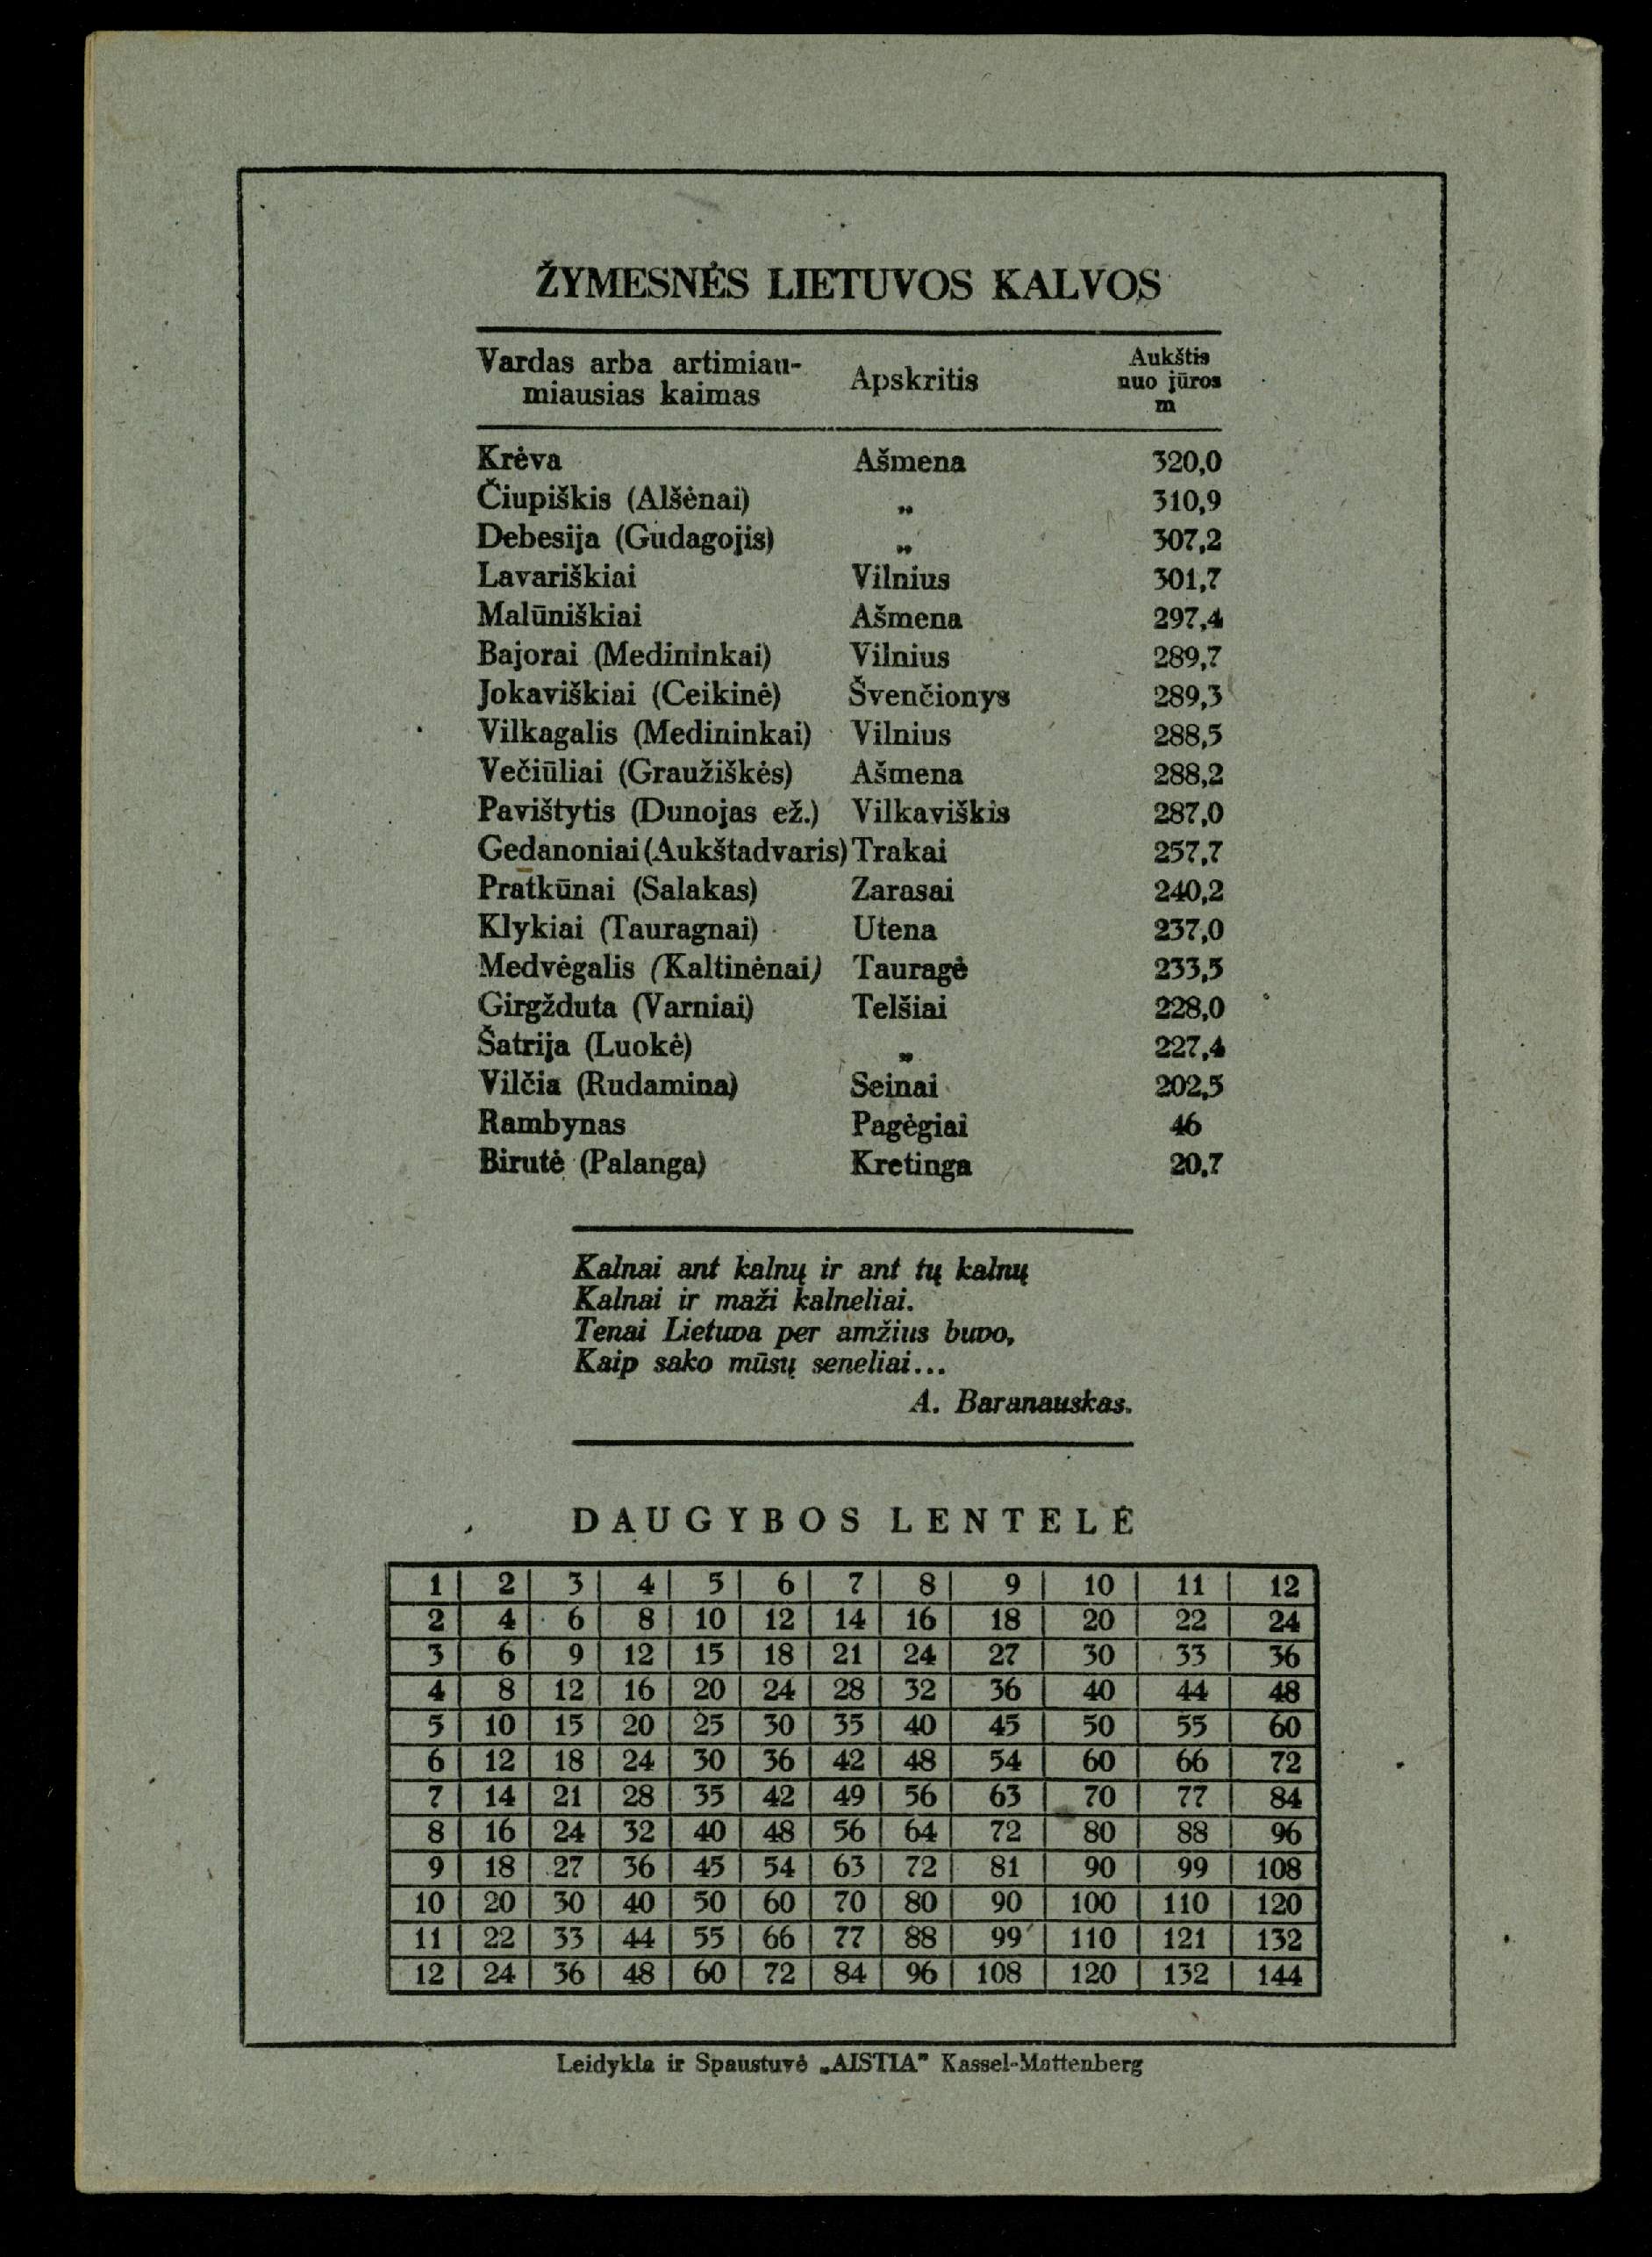 ŽYMESNĖS LIETUVOS KALVOS
Vardas arba artimiau-
miausias kaimas
Apskritis
Aukštis
nuo jūros
m
Krėva Ašmena 320,0
Čiupiškis (Alšėnai) „ 310,9
Debesija (Gudagojis) „ 307,2
Lavariškiai Vilnius 301,7
Malūniškiai Ašmena 297,4
Bajorai (Medininkai) Vilnius 289,7
Jokaviškiai (Ceikinė) Švenčionys 289,3
Vilkagalis (Medininkai) Vilnius 288,5
Večiūliai (Graužiškės) Ašmena 288,2
Pavištytis (Dunojas ež.) Vilkaviškis 287,0
Gedanoniai (Aukštadvaris) Trakai 257,7
Pratkūnai (Salakas) Zarasai 240,2
Klykiai (Tauragnai) Utena 237,0
Medvėgalis (Kaltinėnai) Tauragė 233,5
Girgžduta (Varniai) Telšiai 228,0
Šatrija (Luokė) „ 227,4
Vilčia (Rudamina) Seinai 202,5
Rambynas Pagėgiai 46
Birutė (Palanga) Kretinga 20,7
Kalnai ant kalnų ir ant tų kalnų
Kalnai ir maži kalneliai.
Tenai Lietuva per amžius buvo,
Kaip sako mūsų seneliai...
A. Baranauskas.
DAUGYBOS LENTELĖ
1 2 3 4 5 6 7 8 9 10 11 12
2 4 6 8 10 12 14 16 18 20 22 24
3 6 9 12 15 18 21 24 27 30 33 36
4 8 12 16 20 24 28 32 36 40 44 48
5 10 15 20 25 30 35 40 45 50 55 60
6 12 18 24 30 36 42 48 54 60 66 72
7 14 21 28 35 42 49 56 63 70 77 84
8 16 24 32 40 48 56 64 72 80 88 96
9 18 27 36 45 54 63 72 81 90 99 108
10 20 30 40 50 60 70 80 90 100 110 120
11 22 33 44 55 66 77 88 99 110 121 132
12 24 36 48 60 72 84 96 108 120 132 144
Leidykla ir Spaustuvė „AISTIA" Kassel-Mattenberg